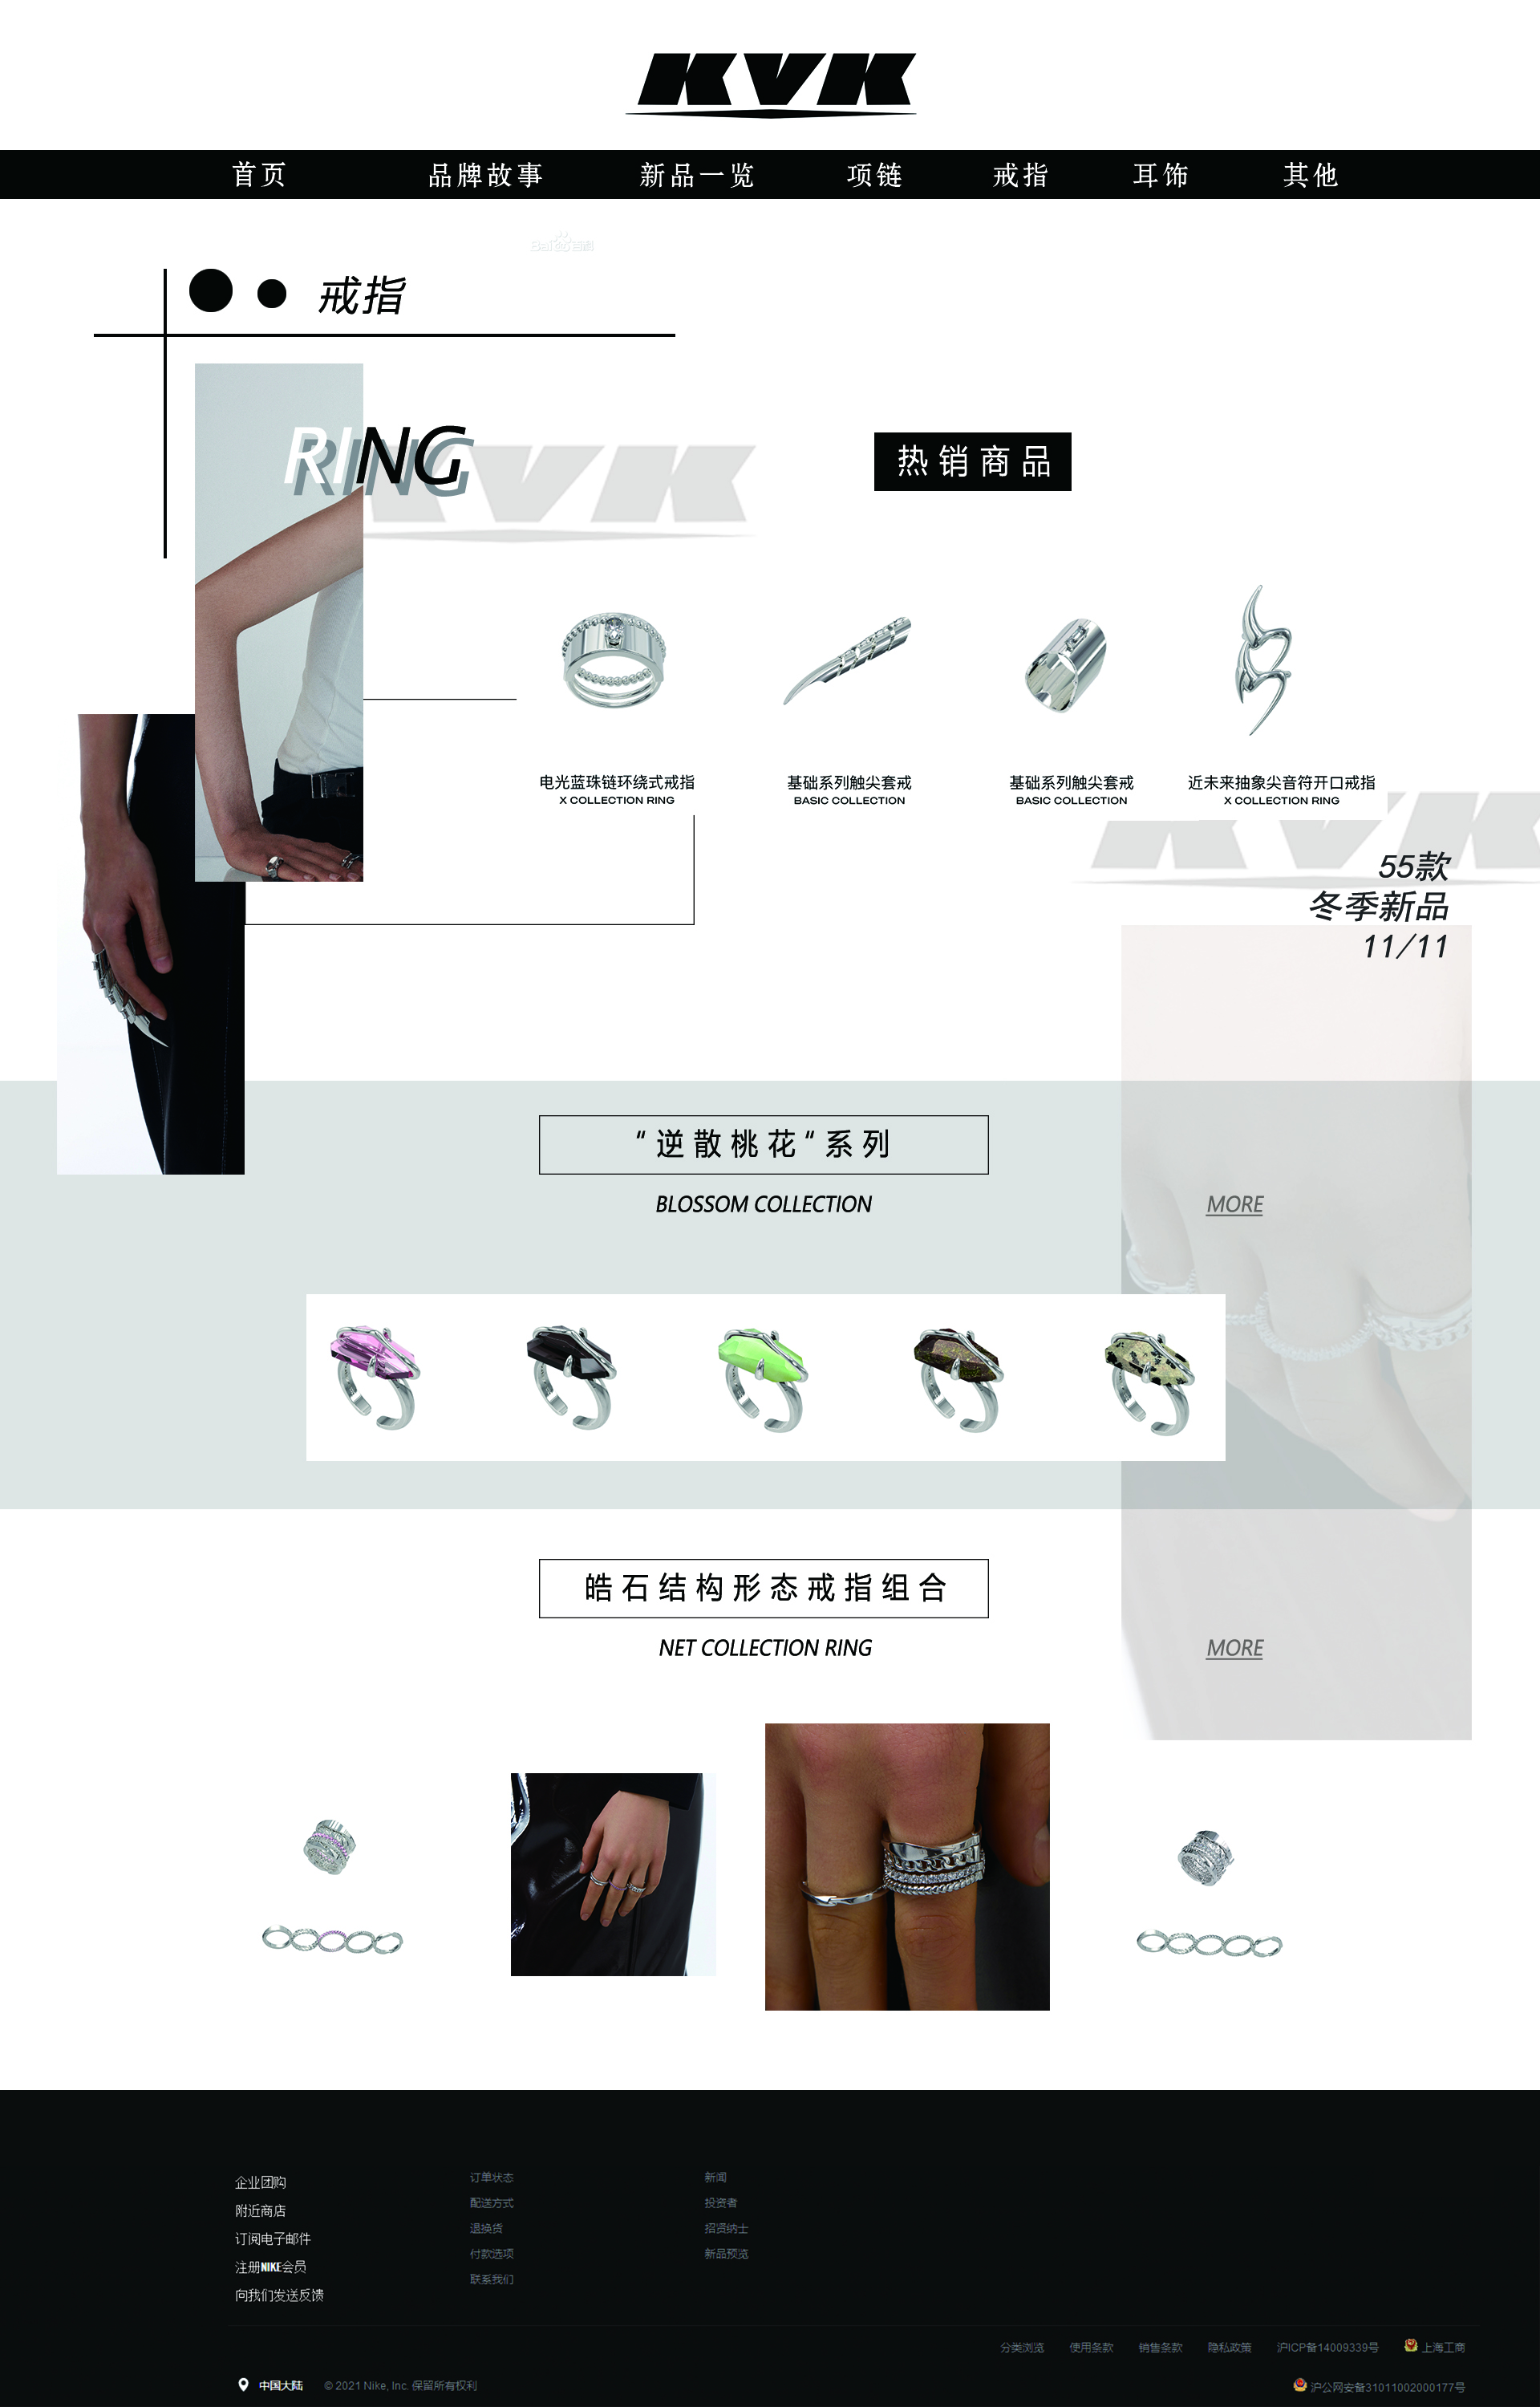 KVK
首页 品牌故事 新品一览 项链 戒指 耳饰 其他
Bai百科
戒指
RING
KVK
热销商品
电光蓝珠链环绕式戒指
X COLLECTION RING
基础系列触尖套戒
BASIC COLLECTION
基础系列触尖套戒
BASIC COLLECTION
近未来抽象尖音符开口戒指
X COLLECTION RING
KVK
55款
冬季新品
11/11
“逆散桃花“系列
BLOSSOM COLLECTION
MORE
皓石结构形态戒指组合
NET COLLECTION RING
MORE
企业团购
附近商店
订阅电子邮件
注册NIKE会员
向我们发送反馈
订单状态
配送方式
退换货
付款选项
联系我们
新闻
投资者
招贤纳士
新品预览
分类浏览 使用条款 销售条款 隐私政策 沪ICP备14009339号 上海工商
中国大陆 © 2021 Nike, Inc. 保留所有权利
沪公网安备31011002000177号